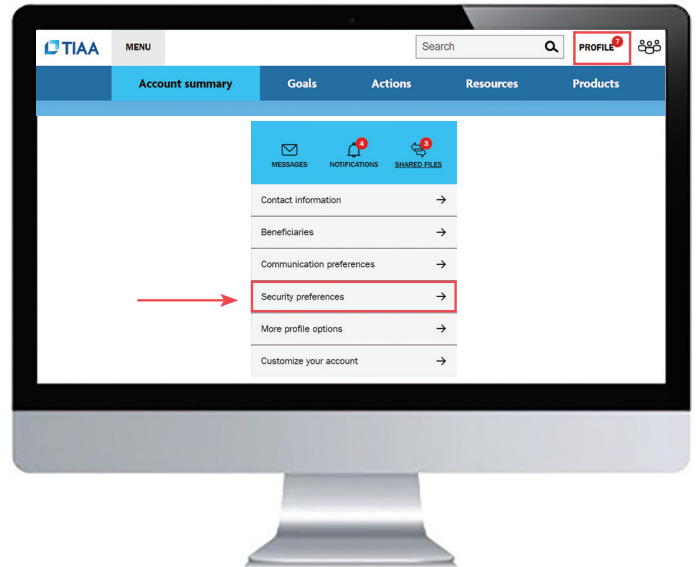 TIAA MENU Search PROFILE 7
Account summary Goals Actions Resources Products
4 3
MESSAGES NOTIFICATIONS SHARED FILES
Contact information
Beneficiaries
Communication preferences
Security preferences
More profile options
Customize your account